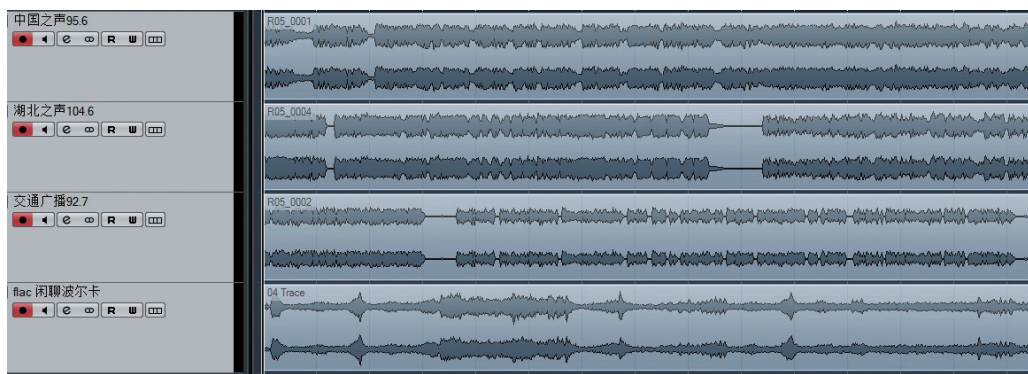 中国之声95.6
R05_0001
e R W
湖北之声104.6
R05_0004
e R W
交通广播92.7
R05_0002
e R W
flac 闲聊波尔卡
04 Trace
e R W